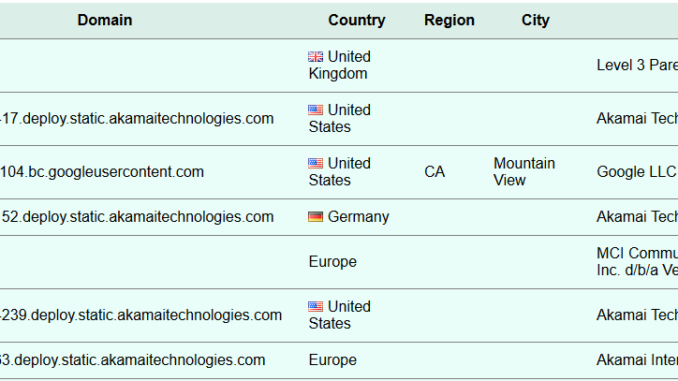 Domain Country Region City
United
Kingdom
Level 3 Pare
17.deploy.static.akamaitechnologies.com
United
States
Akamai Tech
104.bc.googleusercontent.com
United
States
CA
Mountain
View
Google LLC
152.deploy.static.akamaitechnologies.com
Germany
Akamai Tech
Europe
MCI Commu
Inc. d/b/a Ve
-239.deploy.static.akamaitechnologies.com
United
States
Akamai Tech
63.deploy.static.akamaitechnologies.com
Europe
Akamai Inter